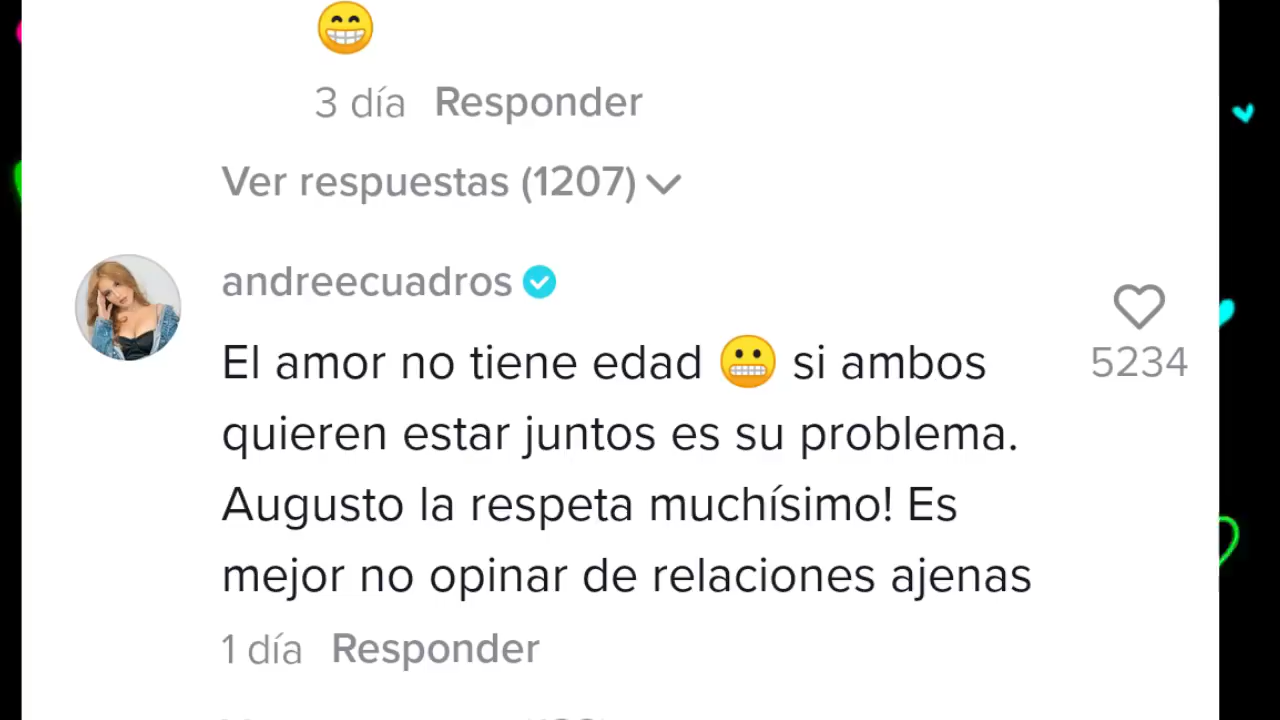 😁
3 día Responder
Ver respuestas (1207)
andreecuadros
El amor no tiene edad 😬 si ambos
quieren estar juntos es su problema.
Augusto la respeta muchísimo! Es
mejor no opinar de relaciones ajenas
5234
1 día Responder